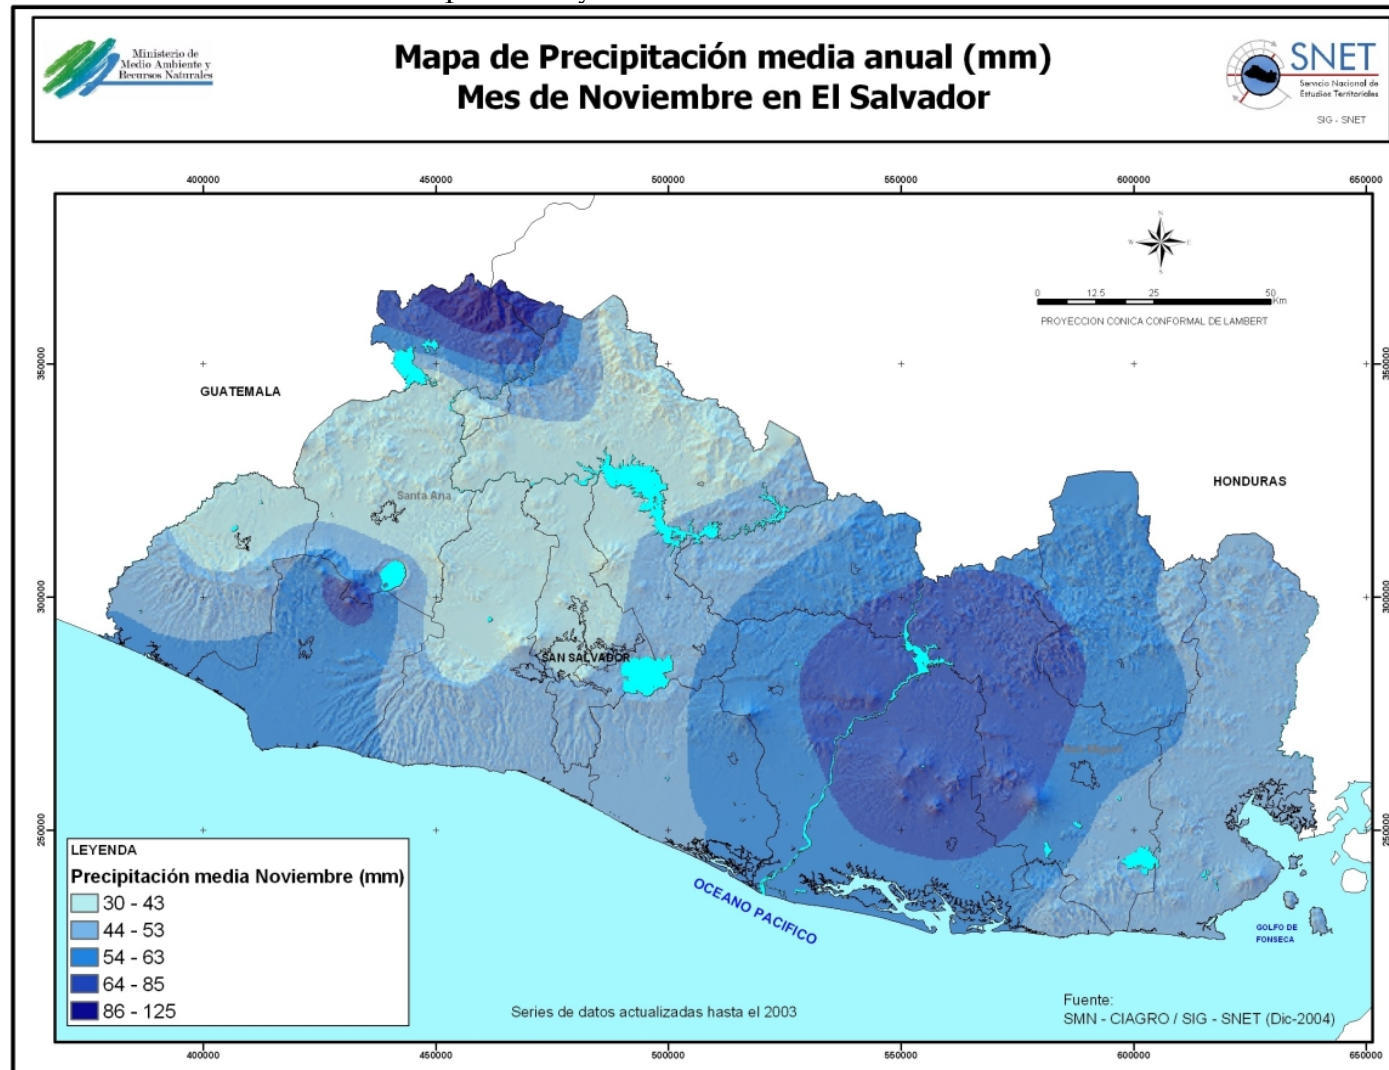 Ministerio de
Medio Ambiente y
Recursos Naturales
Mapa de Precipitación media anual (mm)
Mes de Noviembre en El Salvador
SNET
Servicio Nacional de
Estudios Territoriales
SIG - SNET
400000
450000
500000
550000
600000
650000
N
W
E
S
0
12.5
25
50
Km
PROYECCION CONICA CONFORMAL DE LAMBERT
350000
350000
GUATEMALA
HONDURAS
Santa Ana
300000
300000
SAN SALVADOR
250000
250000
OCEANO PACIFICO
GOLFO DE
FONSECA
LEYENDA
Precipitación media Noviembre (mm)
30 - 43
44 - 53
54 - 63
64 - 85
86 - 125
Series de datos actualizadas hasta el 2003
Fuente:
SMN - CIAGRO / SIG - SNET (Dic-2004)
400000
450000
500000
550000
600000
650000